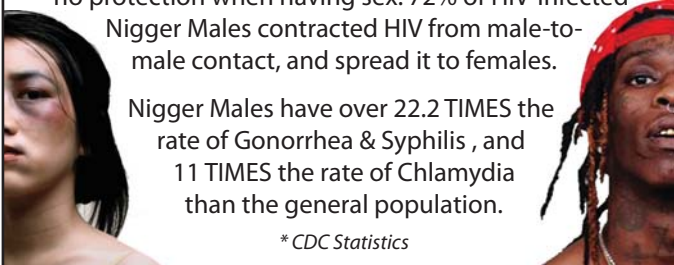 no protection when having sex. 72% of HIV-infected
Nigger Males contracted HIV from male-to-
male contact, and spread it to females.
Nigger Males have over 22.2 TIMES the
rate of Gonorrhea & Syphilis , and
11 TIMES the rate of Chlamydia
than the general population.
* CDC Statistics